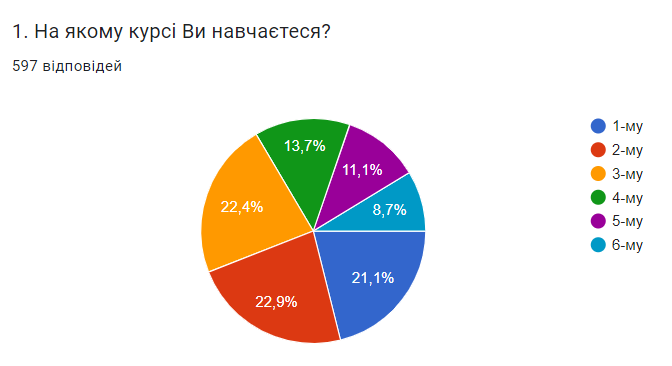 1. На якому курсі Ви навчаєтеся?
597 відповідей
13,7%
11,1%
22,4%
8,7%
21,1%
22,9%
1-му
2-му
3-му
4-му
5-му
6-му